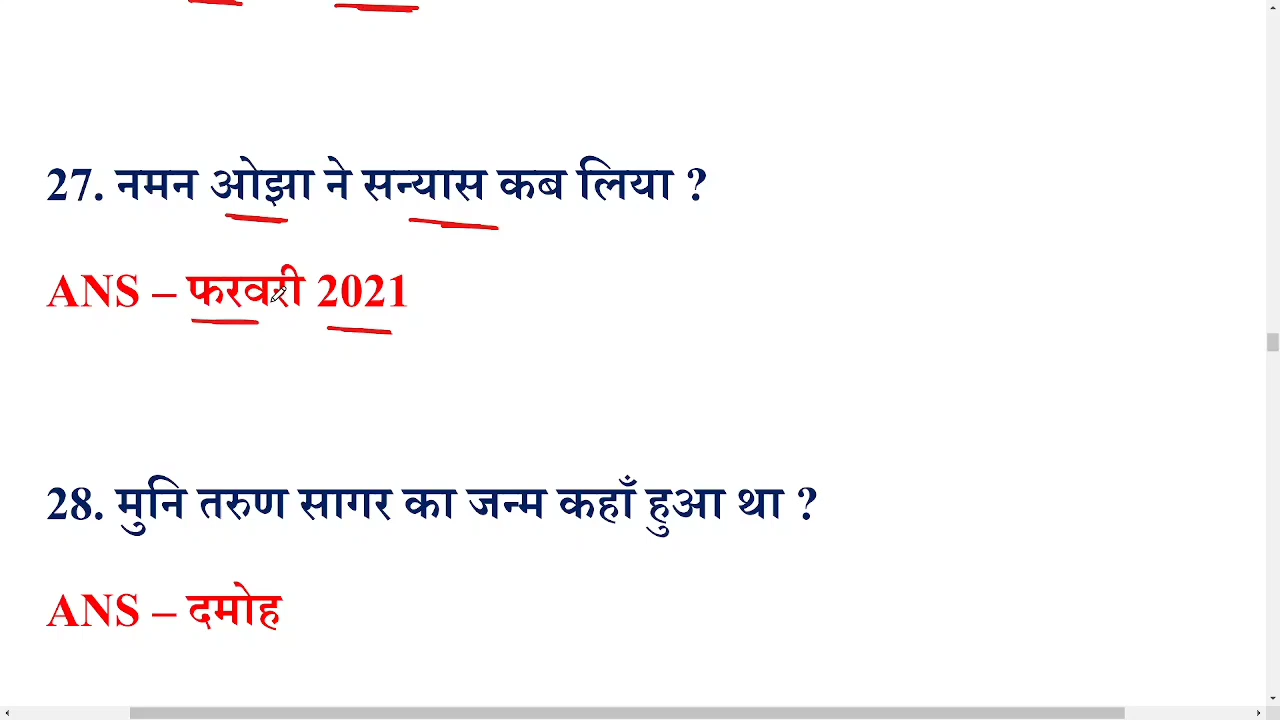 27. नमन ओझा ने सन्यास कब लिया ?
ANS – फरवरी 2021
28. मुनि तरुण सागर का जन्म कहाँ हुआ था ?
ANS – दमोह